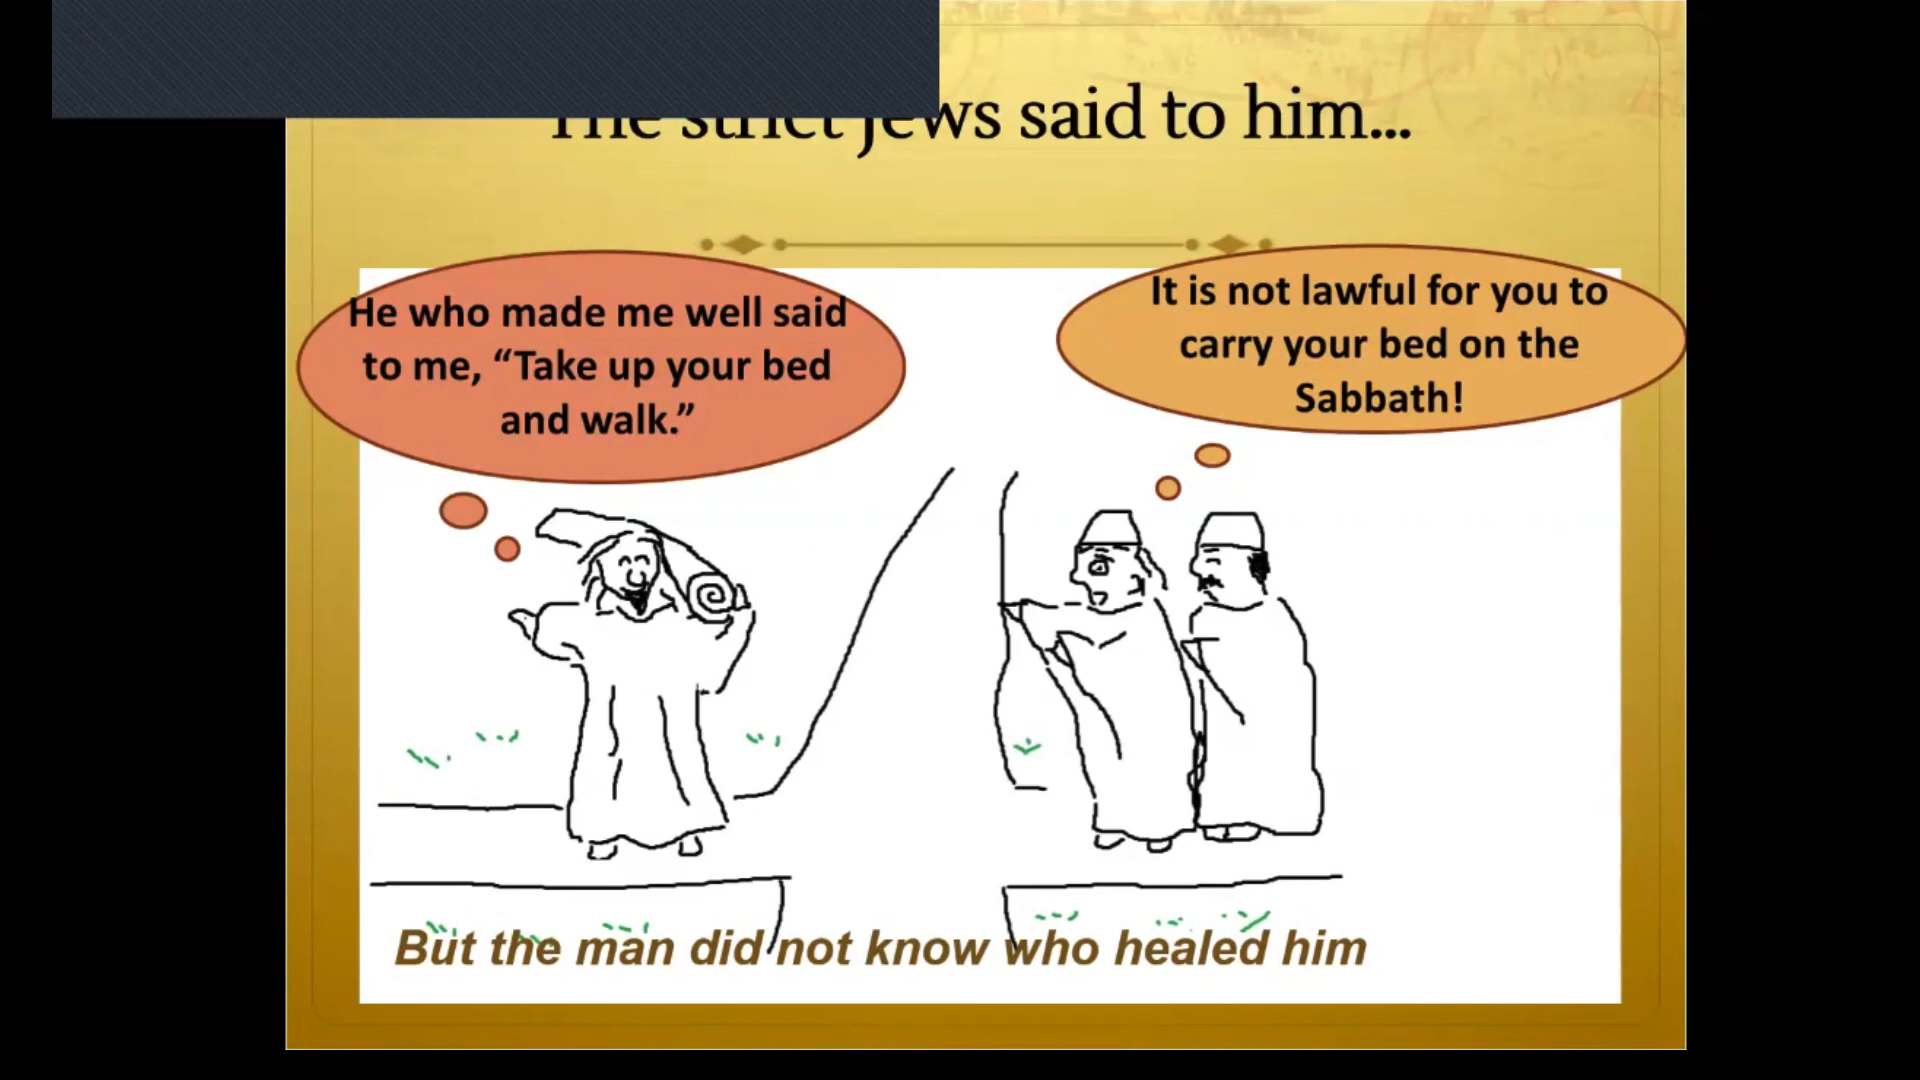 The strict Jews said to him...
He who made me well said
to me, “Take up your bed
and walk.”
It is not lawful for you to
carry your bed on the
Sabbath!
But the man did not know who healed him